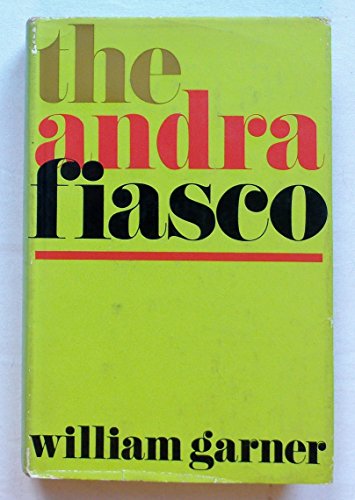 the
andra
fiasco
william garner